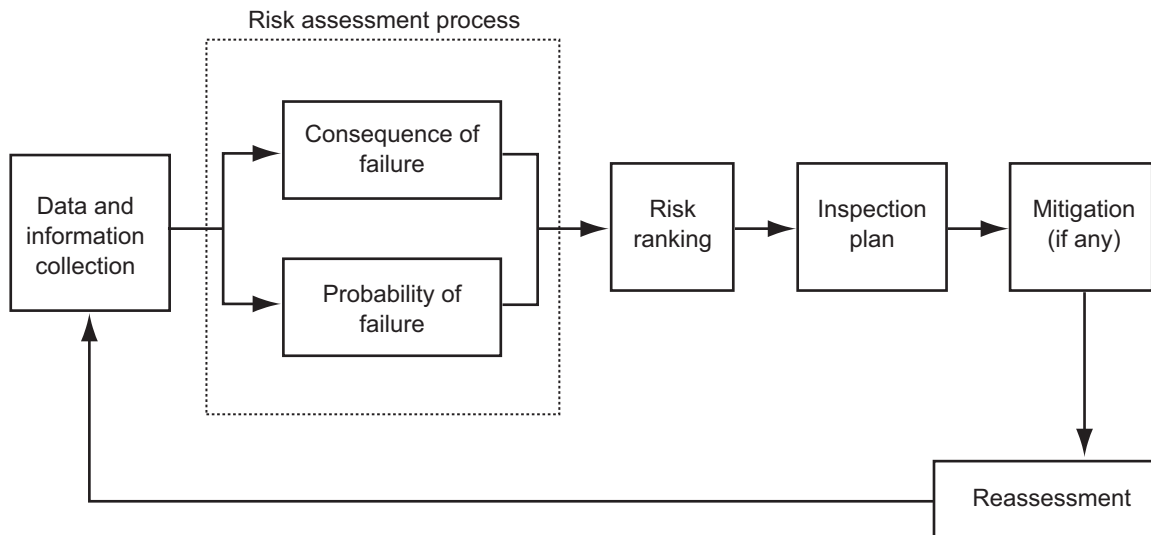 Risk assessment process
Consequence of
failure
Data and
information
collection
Probability of
failure
Risk
ranking
Inspection
plan
Mitigation
(if any)
Reassessment